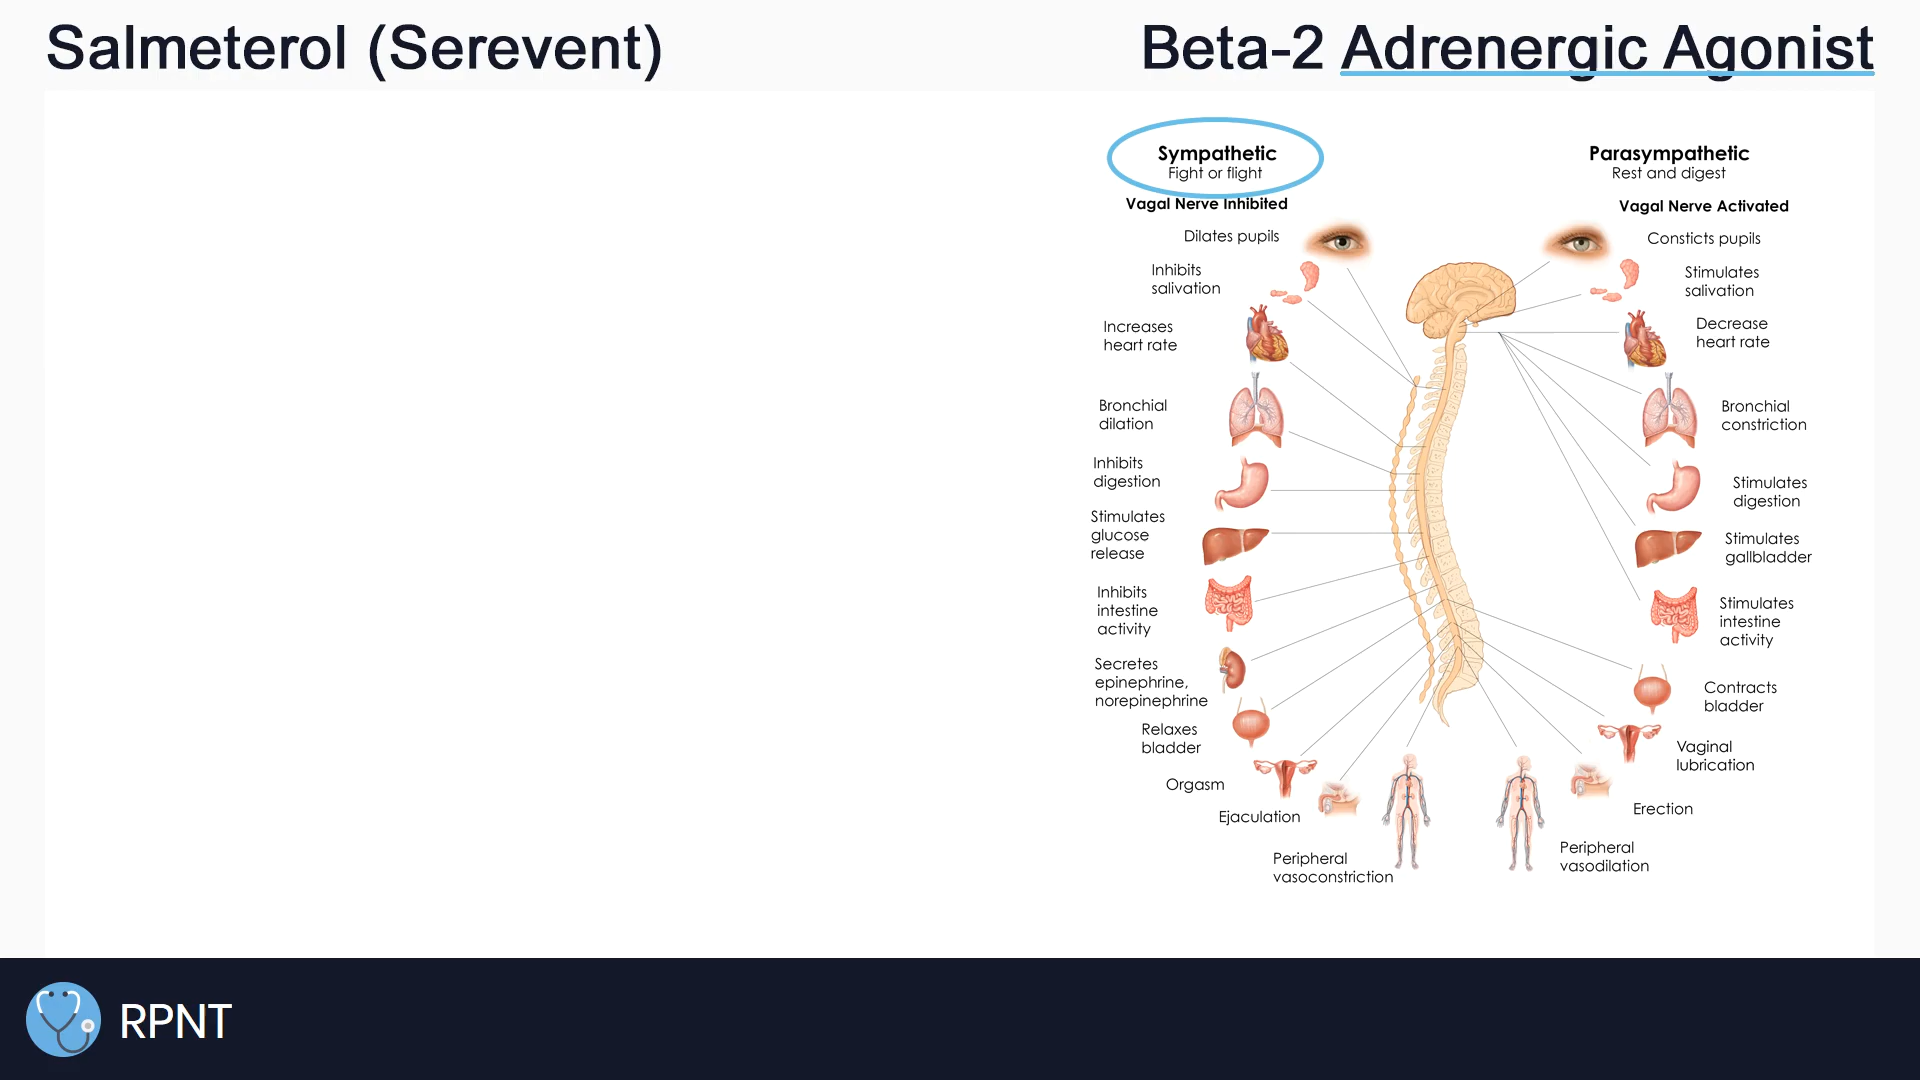 Salmeterol (Serevent)
Beta-2 Adrenergic Agonist
Sympathetic
Fight or flight
Vagal Nerve Inhibited
Dilates pupils
Inhibits
salivation
Increases
heart rate
Bronchial
dilation
Inhibits
digestion
Stimulates
glucose
release
Inhibits
intestine
activity
Secretes
epinephrine,
norepinephrine
Relaxes
bladder
Orgasm
Ejaculation
Peripheral
vasoconstriction
Parasympathetic
Rest and digest
Vagal Nerve Activated
Consticts pupils
Stimulates
salivation
Decrease
heart rate
Bronchial
constriction
Stimulates
digestion
Stimulates
gallbladder
Stimulates
intestine
activity
Contracts
bladder
Vaginal
lubrication
Erection
Peripheral
vasodilation
RPNT